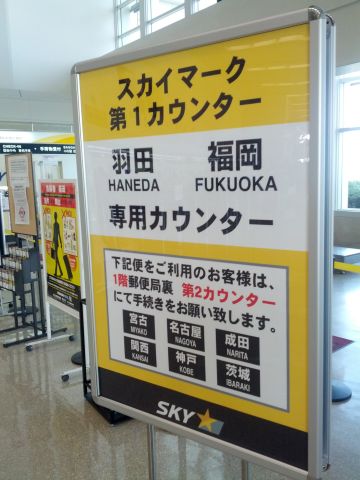 スカイマーク
第1カウンター
羽田 福岡
HANEDA FUKUOKA
専用カウンター
下記便をご利用のお客様は、
1階郵便局裏 第2カウンター
にて手続きをお願い致します。
宮古 名古屋 成田
MIYAKO NAGOYA NARITA
関西 神戸 茨城
KANSAI KOBE IBARAKI
SKY